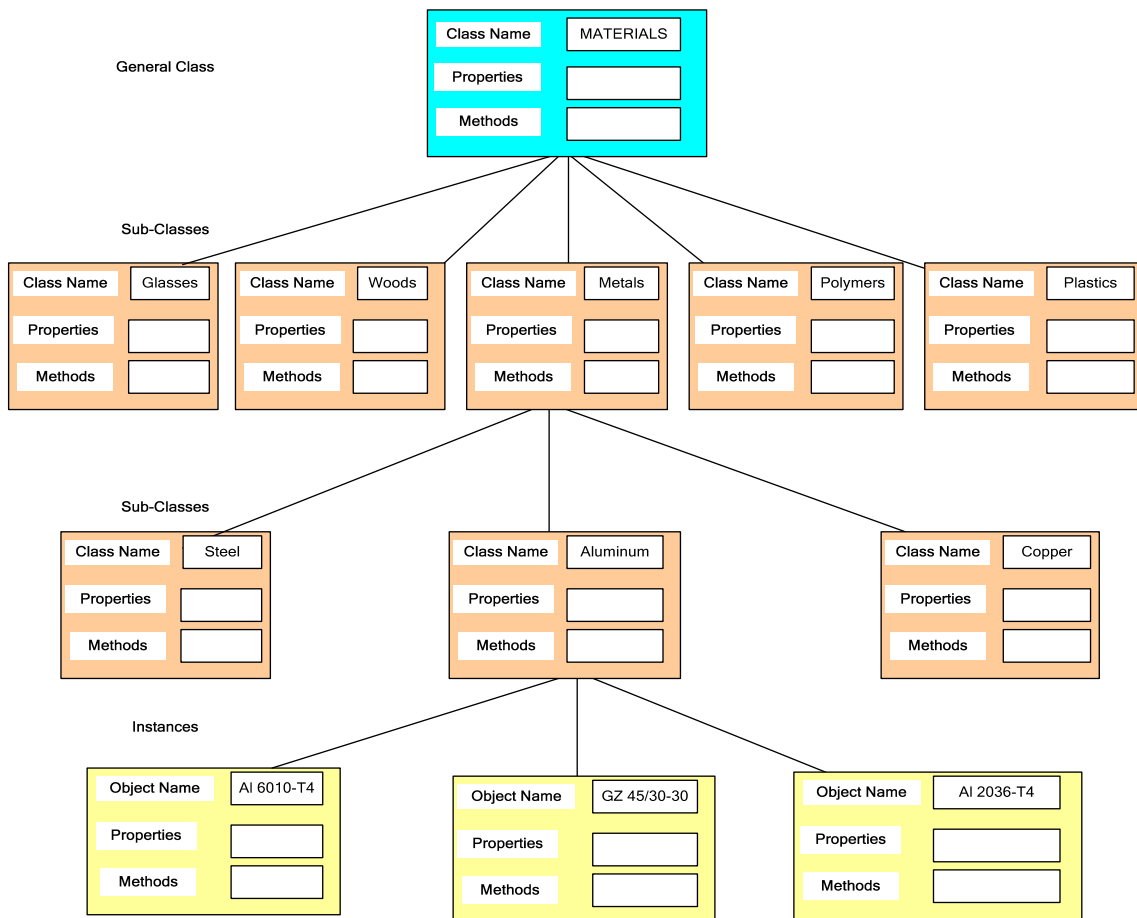 Class Name MATERIALS
General Class
Properties
Methods
Sub-Classes
Class Name Glasses Class Name Woods Class Name Metals Class Name Polymers Class Name Plastics
Properties Properties Properties Properties Properties
Methods Methods Methods Methods Methods
Sub-Classes
Class Name Steel Class Name Aluminum Class Name Copper
Properties Properties Properties
Methods Methods Methods
Instances
Object Name Al 6010-T4 Object Name GZ 45/30-30 Object Name Al 2036-T4
Properties Properties Properties
Methods Methods Methods